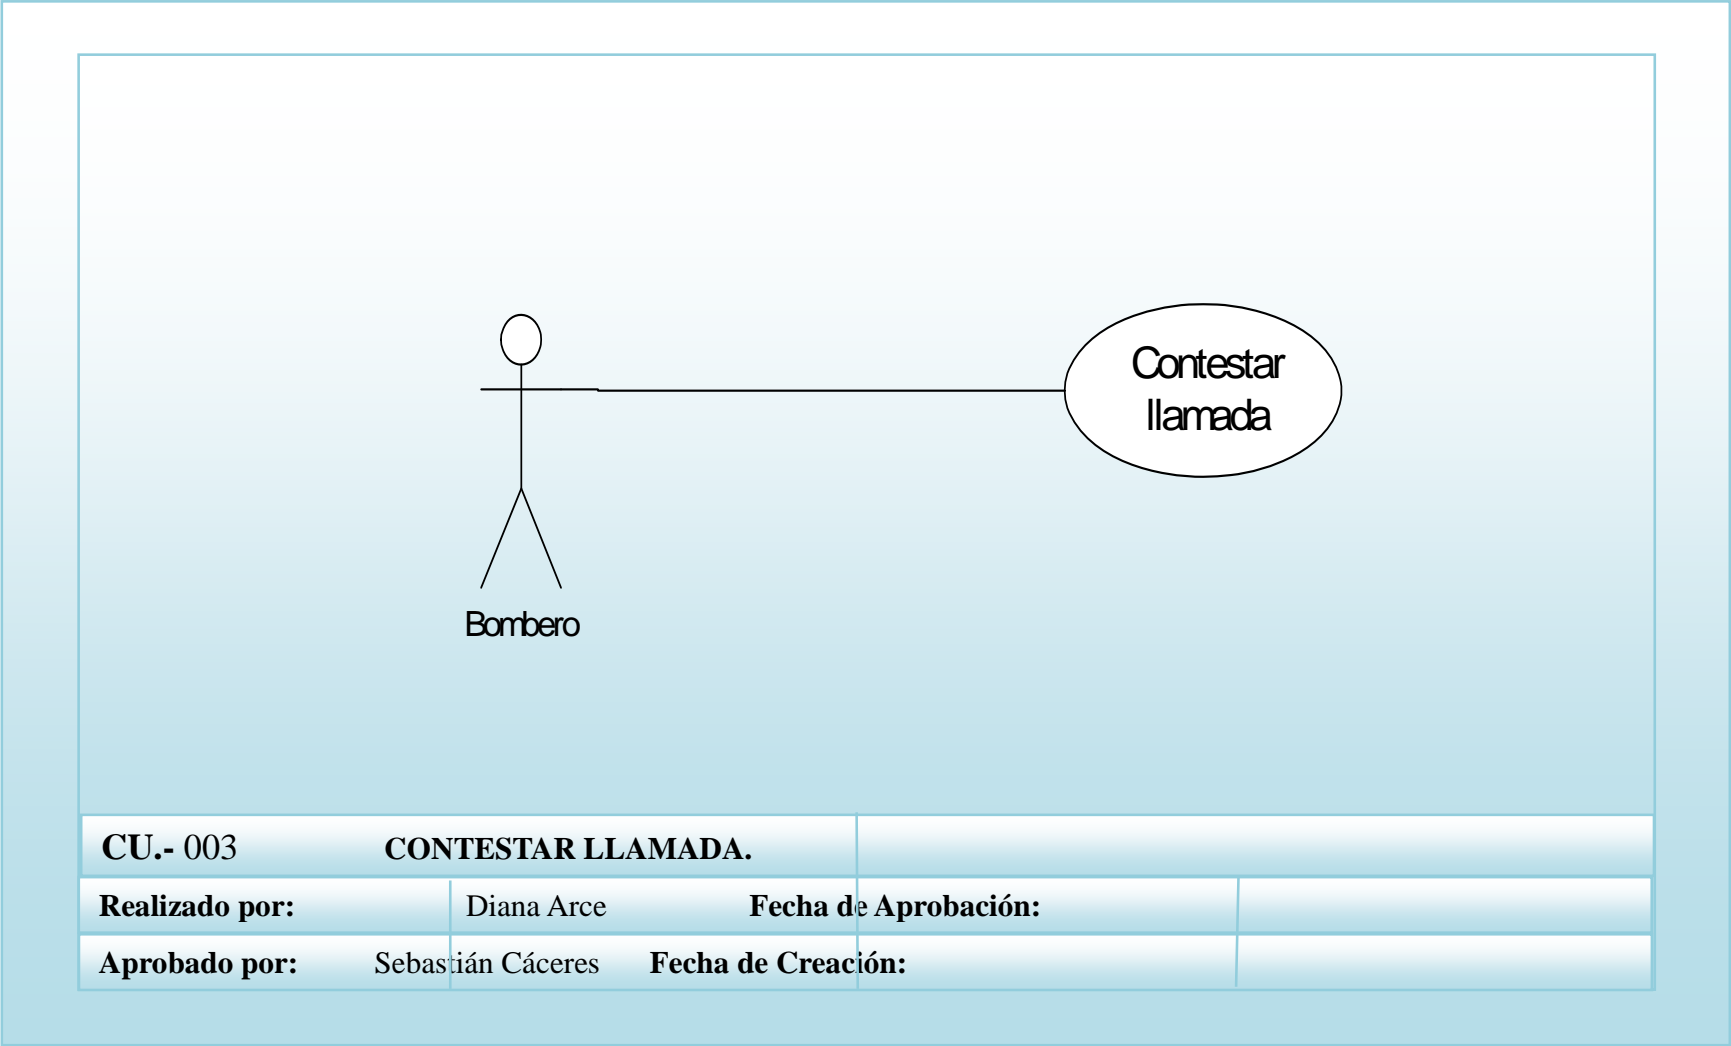 Contestar
llamada
Bombero
CU.- 003 CONTESTAR LLAMADA.
Realizado por: Diana Arce Fecha de Aprobación:
Aprobado por: Sebastián Cáceres Fecha de Creación: